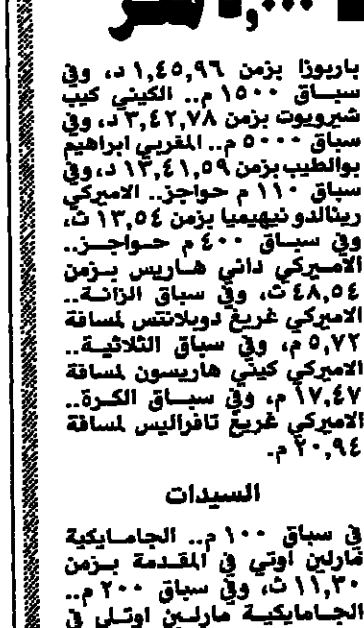 باربوزا بزمن ١,٤٥,٩٦ د، وفي
سباق ١٥٠٠ م.. الكيني كيب
شيرويوت بزمن ٣,٤٢,٧٨ د، وفي
سباق ٥٠٠٠ م.. المغربي ابراهيم
بوالطيب بزمن ١٣,٤١,٥٩ د، وفي
سباق ١١٠ م حواجز.. الاميركي
رينالدو نيهيميا بزمن ١٣,٥٤ ث،
وفي سباق ٤٠٠ م حواجز..
الاميركي داني هاريس بزمن
٤٨,٥٤ ث، وفي سباق الزانة..
الاميركي غريغ دوبلانتس لمسافة
٥,٧٢ م، وفي سباق الثلاثية..
الاميركي كيني هاريسون لمسافة
١٧,٤٧ م، وفي سباق الكرة..
الاميركي غريغ تافراليس لمسافة
٢٠,٩٤ م.
السيدات
في سباق ١٠٠ م.. الجامايكية
مارلين اوتي في المقدمة بزمن
١١,٣٠ ث، وفي سباق ٢٠٠ م..
الجامايكية مارلين اوتلي في